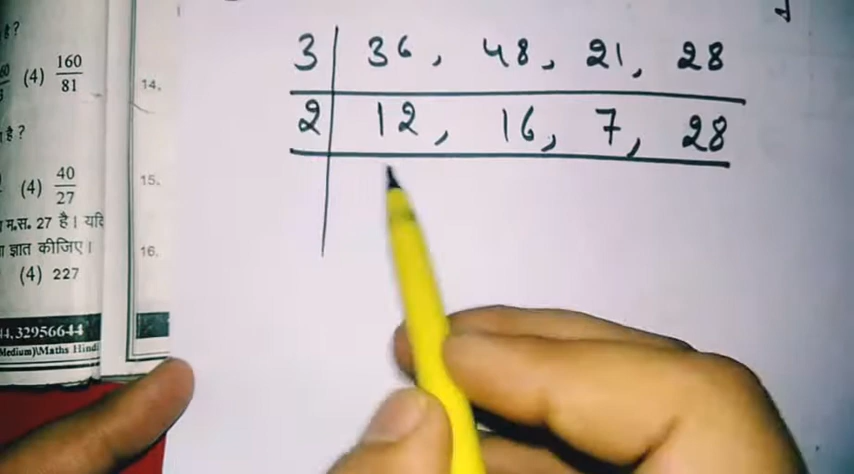 है?
(4) 160/81
है?
(4) 40/27
म.स. 27 है। यदि
ज्ञात कीजिए।
(4) 227
44,32956644
Medium)\Maths Hindi
14.
15.
16.
3 | 36, 48, 21, 28
2 | 12, 16, 7, 28